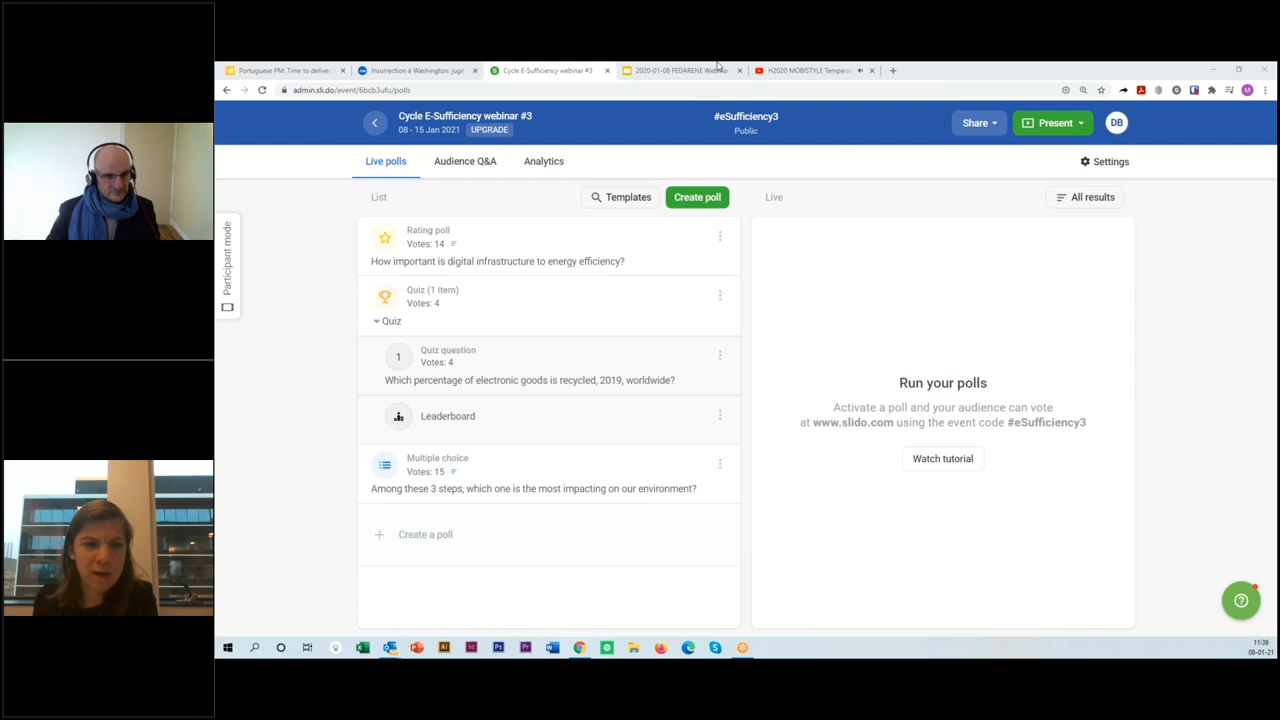 Portuguese PM: Time to deliver
Insurrection à Washington: jugé
Cycle E-Sufficiency webinar #3
2020-01-08 FEDARENE Webinar
H2020 MOBISTYLE Temperat
admin.sli.do/event/6bcb3ufu/polls
Cycle E-Sufficiency webinar #3
08 - 15 Jan 2021 UPGRADE
#eSufficiency3
Public
Share
Present
DB
Live polls
Audience Q&A
Analytics
Settings
List
Templates
Create poll
Live
All results
Participant mode
Rating poll
Votes: 14
How important is digital infrastructure to energy efficiency?
Quiz (1 item)
Votes: 4
Quiz
1
Quiz question
Votes: 4
Which percentage of electronic goods is recycled, 2019, worldwide?
Leaderboard
Multiple choice
Votes: 15
Among these 3 steps, which one is the most impacting on our environment?
Create a poll
Run your polls
Activate a poll and your audience can vote
at www.slido.com using the event code #eSufficiency3
Watch tutorial
11:39
08-01-21